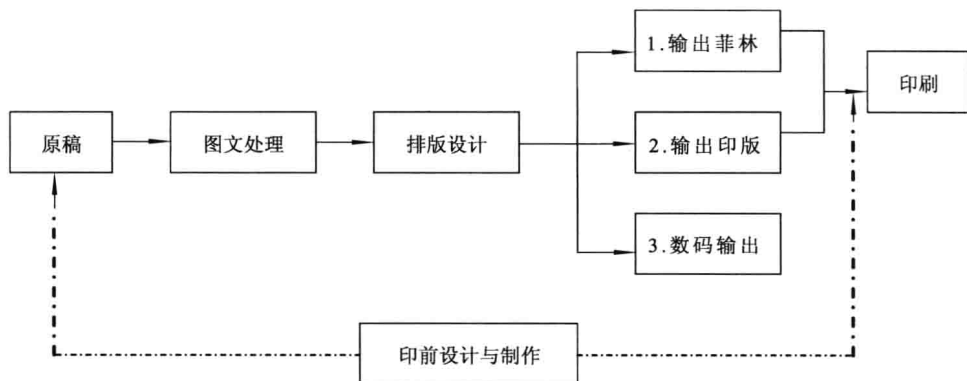 原稿
图文处理
排版设计
1.输出菲林
2.输出印版
3.数码输出
印刷
印前设计与制作